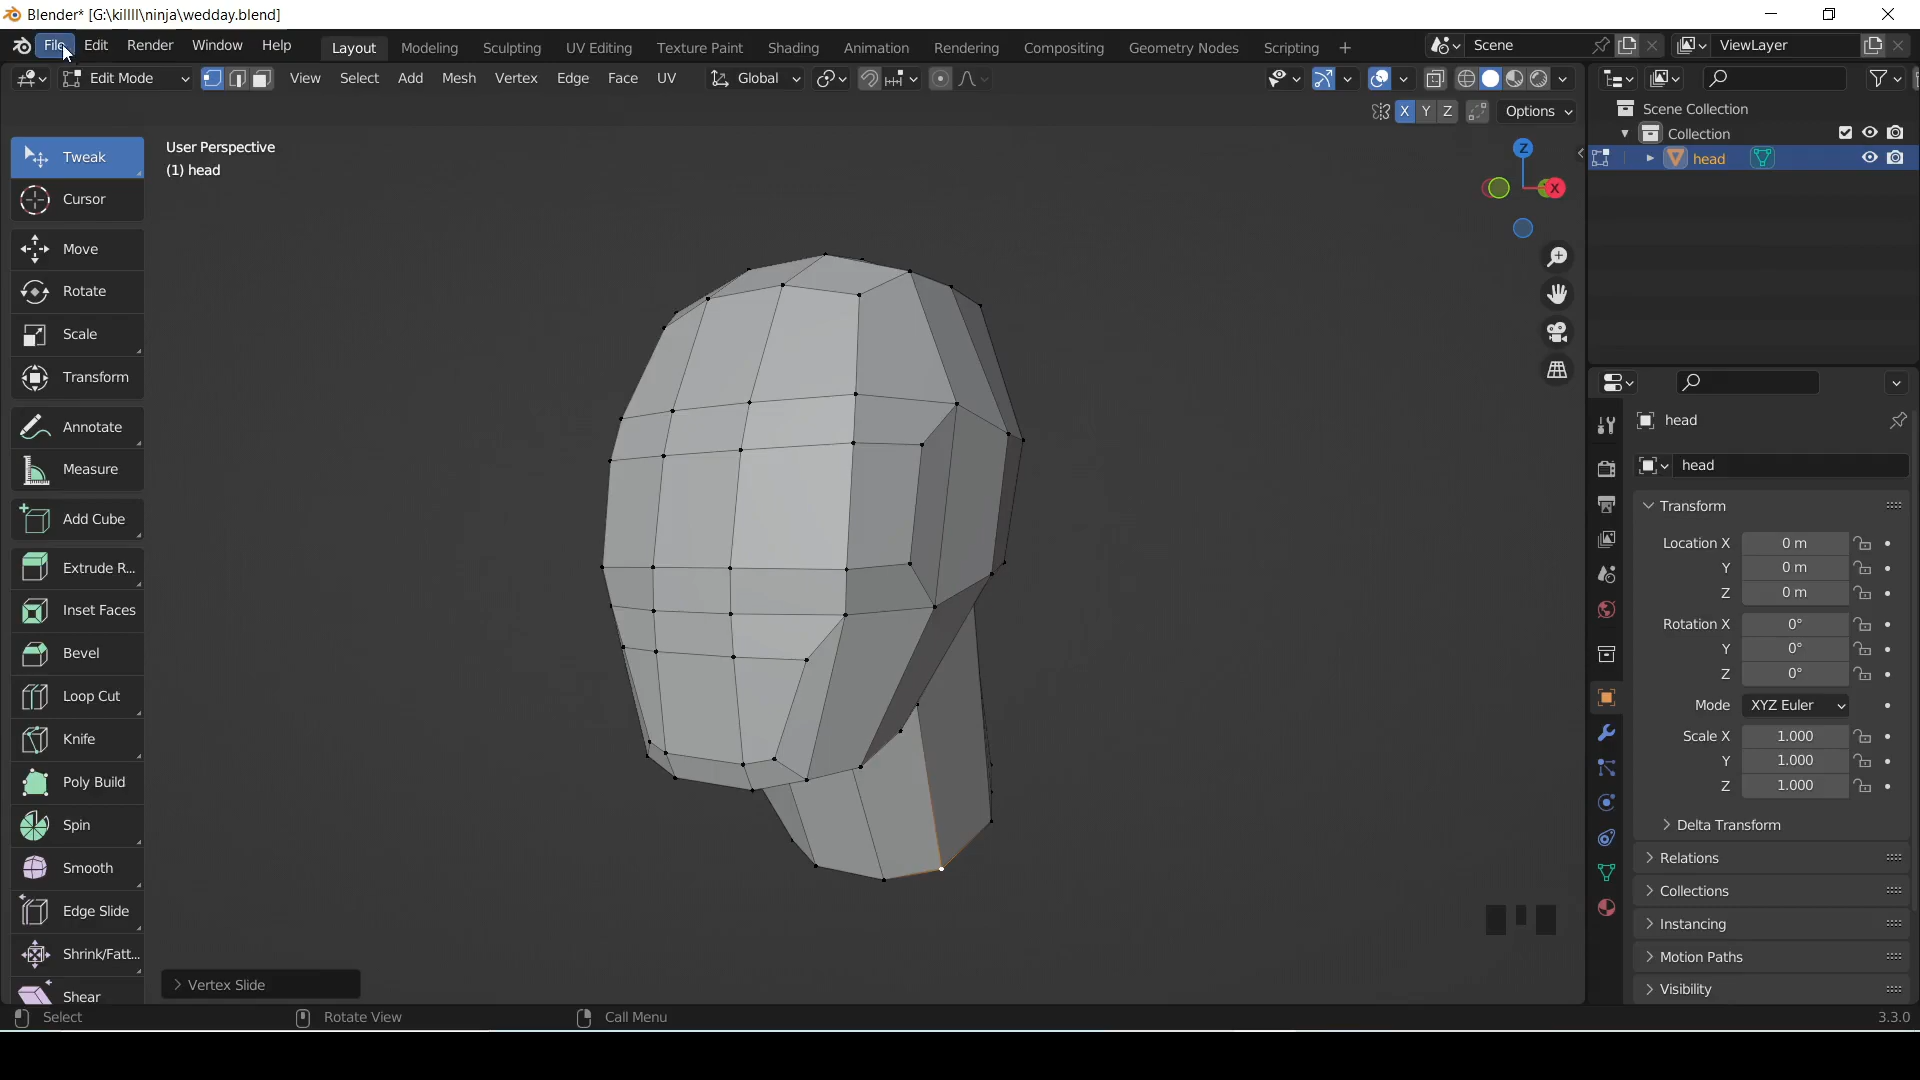 Blender* [G:\killll\ninja\wedday.blend]
File Edit Render Window Help Layout Modeling Sculpting UV Editing Texture Paint Shading Animation Rendering Compositing Geometry Nodes Scripting + Scene ViewLayer
Edit Mode View Select Add Mesh Vertex Edge Face UV Global
X Y Z Options
Scene Collection
Collection
head
Tweak
Cursor
Move
Rotate
Scale
Transform
Annotate
Measure
Add Cube
Extrude R...
Inset Faces
Bevel
Loop Cut
Knife
Poly Build
Spin
Smooth
Edge Slide
Shrink/Fatt...
Shear
User Perspective
(1) head
Z
X
Vertex Slide
head
head
Transform
Location X 0 m
Y 0 m
Z 0 m
Rotation X 0°
Y 0°
Z 0°
Mode XYZ Euler
Scale X 1.000
Y 1.000
Z 1.000
Delta Transform
Relations
Collections
Instancing
Motion Paths
Visibility
Select Rotate View Call Menu 3.3.0